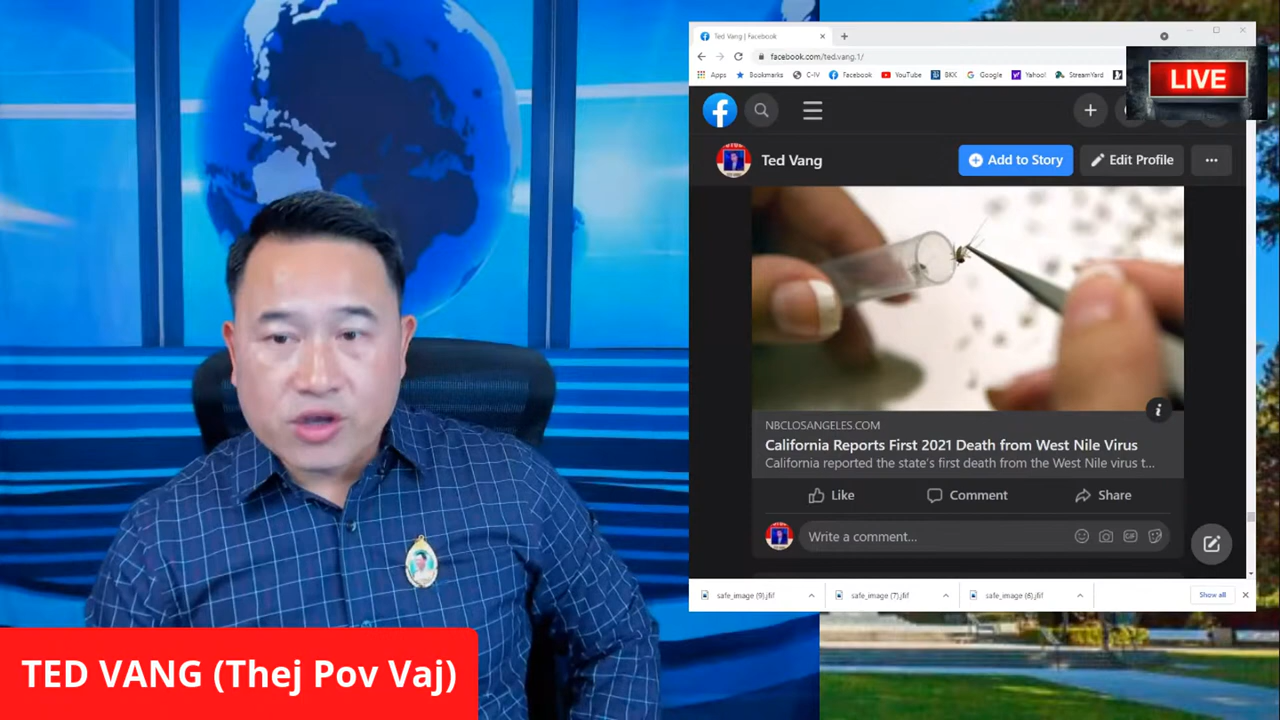 Ted Vang | Facebook
facebook.com/ted.vang.1/
Apps Bookmarks C-IV Facebook YouTube BKK Google Yahoo! StreamYard
LIVE
Ted Vang
Add to Story
Edit Profile
NBCLOSANGELES.COM
California Reports First 2021 Death from West Nile Virus
California reported the state's first death from the West Nile virus t...
Like Comment Share
Write a comment...
safe_image (9).jfif safe_image (7).jfif safe_image (6).jfif Show all
TED VANG (Thej Pov Vaj)